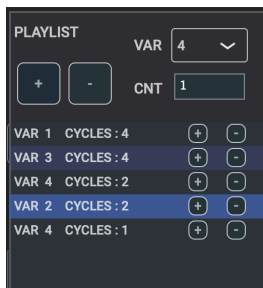 PLAYLIST
VAR 4
+ - CNT 1
VAR 1 CYCLES : 4 + -
VAR 3 CYCLES : 4 + -
VAR 4 CYCLES : 2 + -
VAR 2 CYCLES : 2 + -
VAR 4 CYCLES : 1 + -